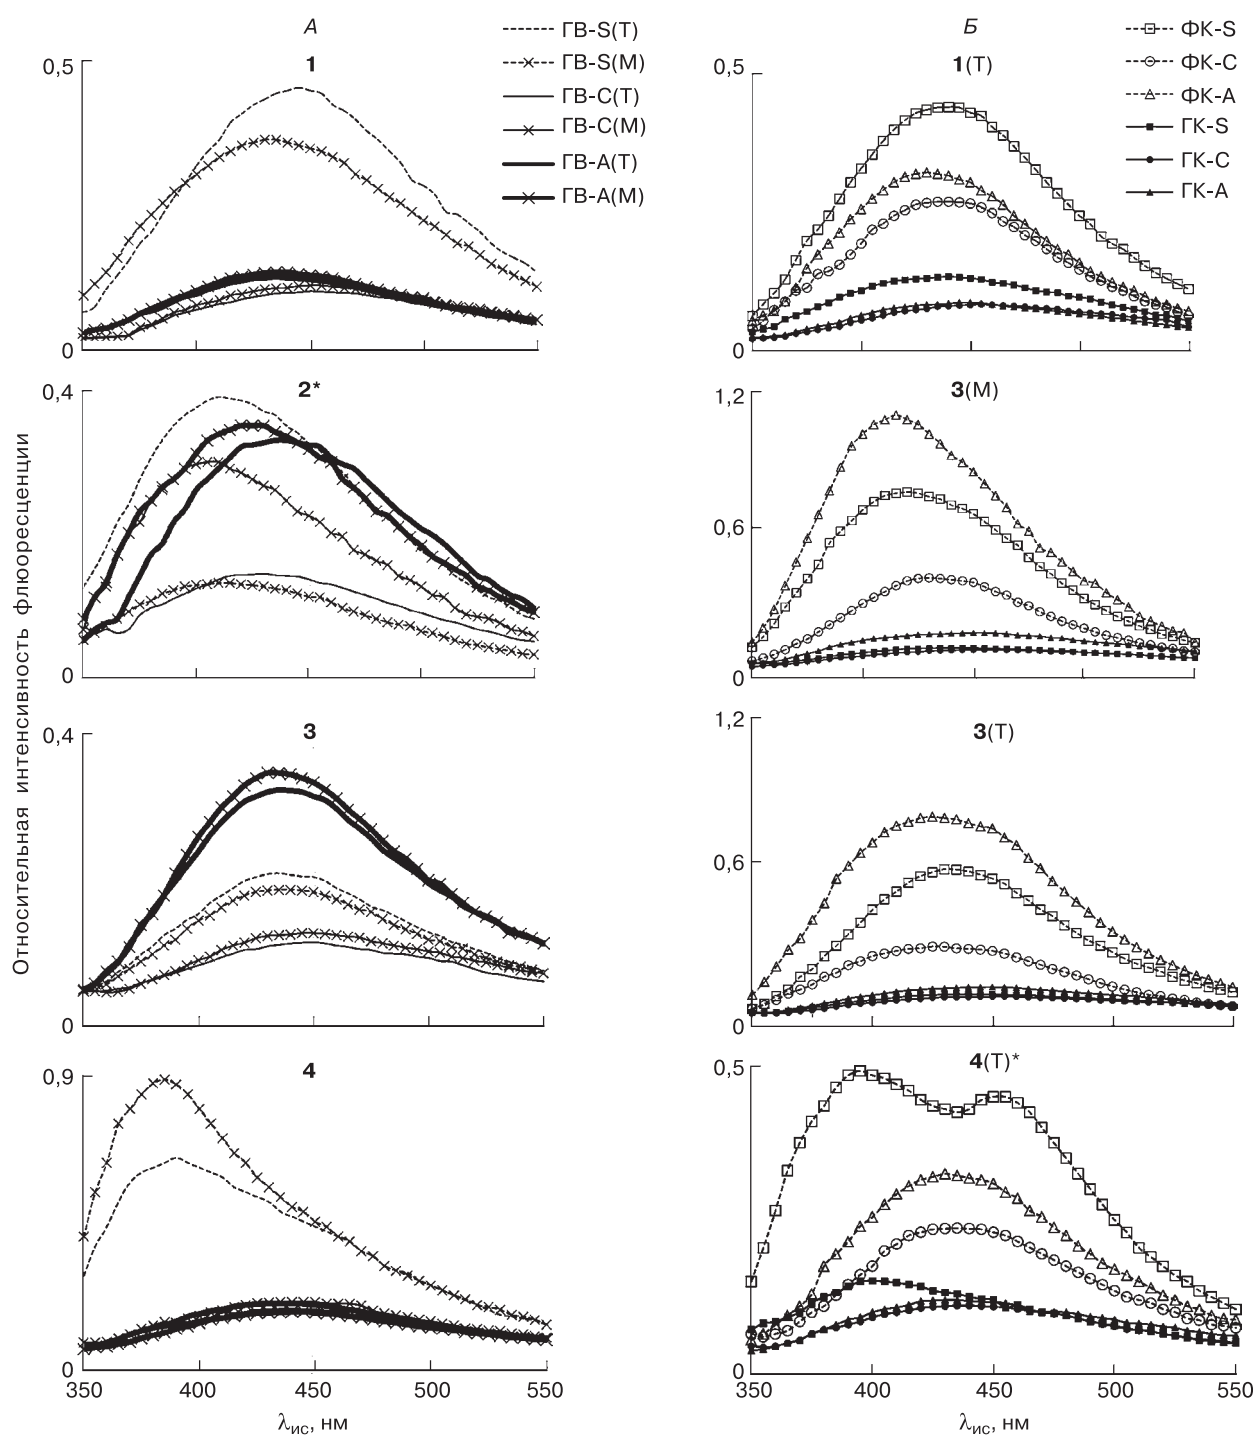 Относительная интенсивность флюоресценции
А
ГВ-S(T)
ГВ-S(M)
ГВ-C(T)
ГВ-C(M)
ГВ-A(T)
ГВ-A(M)
1
0,5
0
2*
0,4
0
3
0,4
0
4
0,9
0
350 400 450 500 550
λис, нм
Б
ФК-S
ФК-C
ФК-A
ГК-S
ГК-C
ГК-A
1(T)
0,5
0
3(M)
1,2
0,6
0
3(T)
1,2
0,6
0
4(T)*
0,5
0
350 400 450 500 550
λис, нм